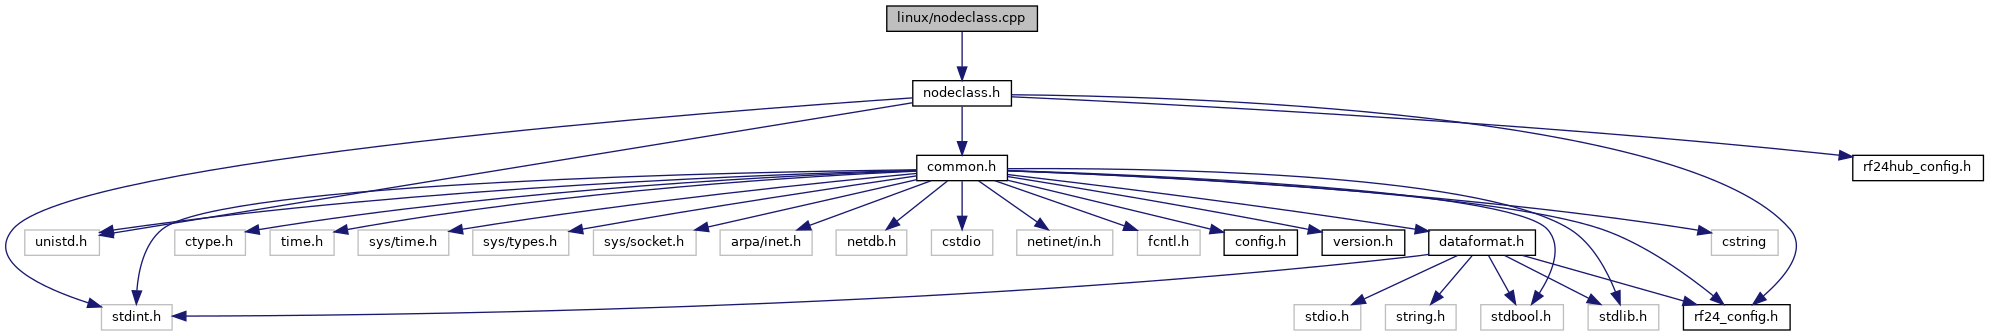 linux/nodeclass.cpp
nodeclass.h
common.h
rf24hub_config.h
unistd.h
ctype.h
time.h
sys/time.h
sys/types.h
sys/socket.h
arpa/inet.h
netdb.h
cstdio
netinet/in.h
fcntl.h
config.h
version.h
dataformat.h
cstring
stdint.h
stdio.h
string.h
stdbool.h
stdlib.h
rf24_config.h